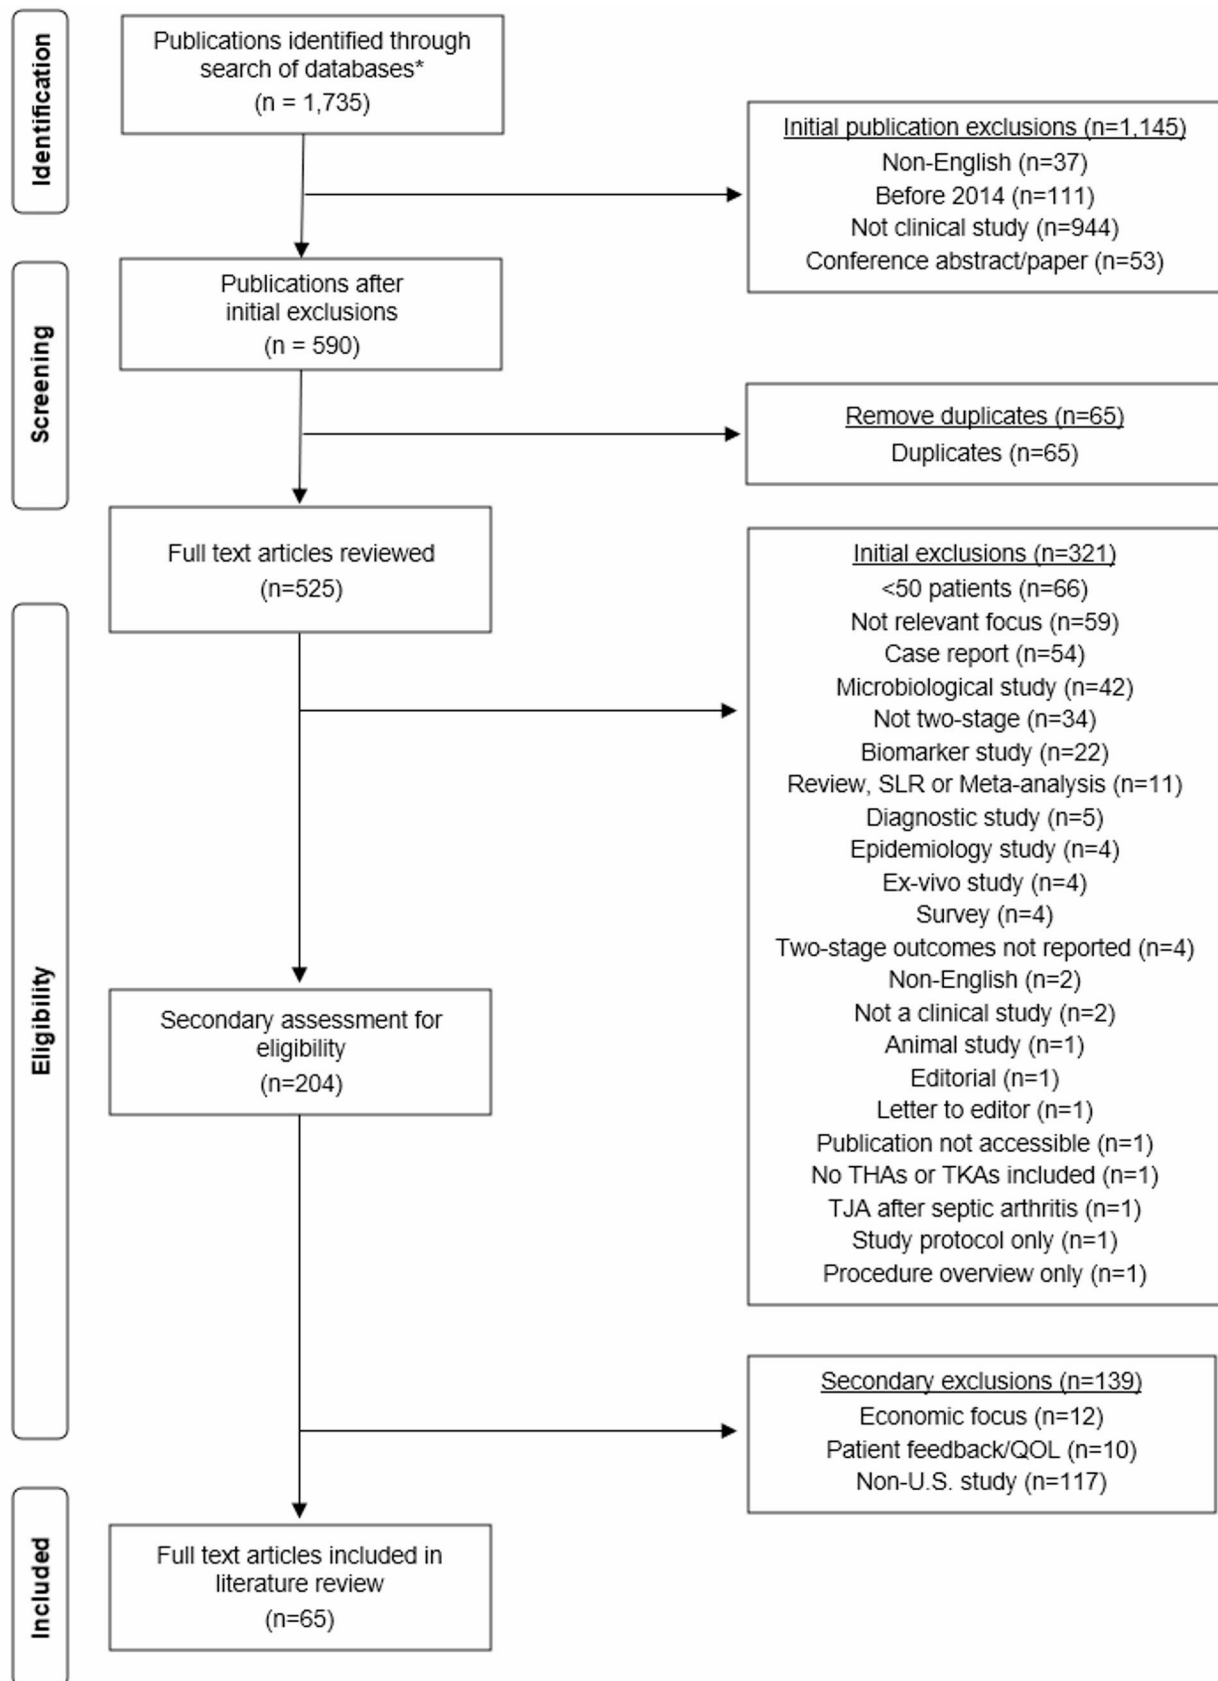 Identification
Publications identified through
search of databases*
(n = 1,735)
Initial publication exclusions (n=1,145)
Non-English (n=37)
Before 2014 (n=111)
Not clinical study (n=944)
Conference abstract/paper (n=53)
Screening
Publications after
initial exclusions
(n = 590)
Remove duplicates (n=65)
Duplicates (n=65)
Full text articles reviewed
(n=525)
Eligibility
Initial exclusions (n=321)
<50 patients (n=66)
Not relevant focus (n=59)
Case report (n=54)
Microbiological study (n=42)
Not two-stage (n=34)
Biomarker study (n=22)
Review, SLR or Meta-analysis (n=11)
Diagnostic study (n=5)
Epidemiology study (n=4)
Ex-vivo study (n=4)
Survey (n=4)
Two-stage outcomes not reported (n=4)
Non-English (n=2)
Not a clinical study (n=2)
Animal study (n=1)
Editorial (n=1)
Letter to editor (n=1)
Publication not accessible (n=1)
No THAs or TKAs included (n=1)
TJA after septic arthritis (n=1)
Study protocol only (n=1)
Procedure overview only (n=1)
Secondary assessment for
eligibility
(n=204)
Secondary exclusions (n=139)
Economic focus (n=12)
Patient feedback/QOL (n=10)
Non-U.S. study (n=117)
Included
Full text articles included in
literature review
(n=65)